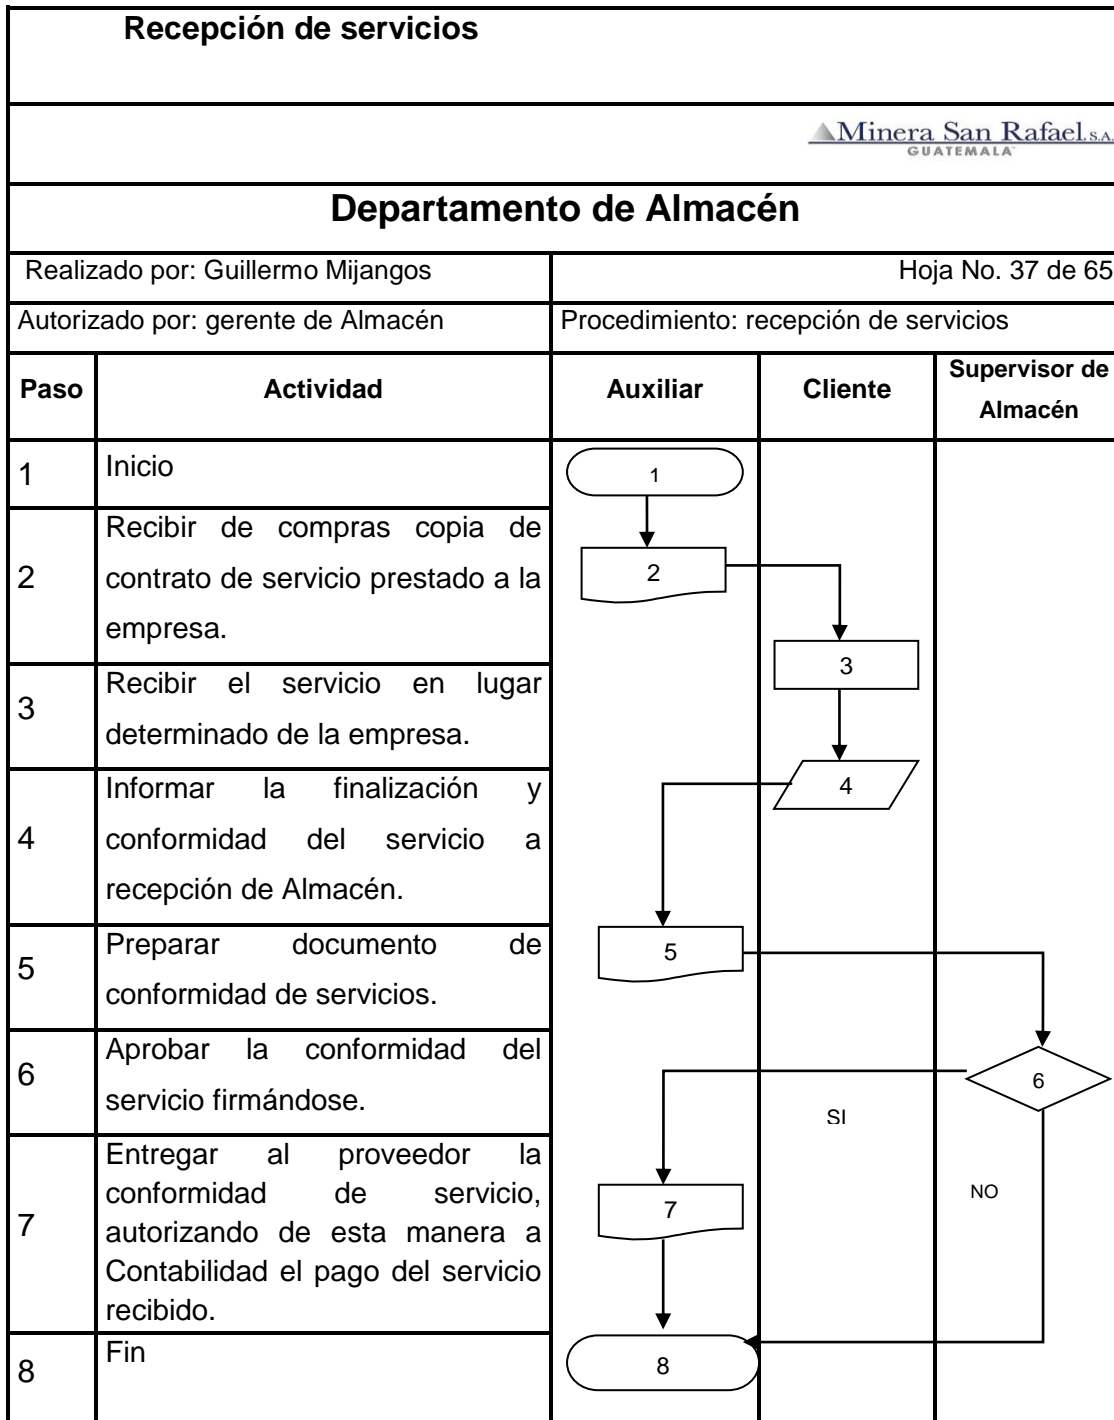 Recepción de servicios
Minera San Rafael S.A.
GUATEMALA
Departamento de Almacén
Realizado por: Guillermo Mijangos
Hoja No. 37 de 65
Autorizado por: gerente de Almacén
Procedimiento: recepción de servicios
Paso
Actividad
Auxiliar
Cliente
Supervisor de
Almacén
1
Inicio
1
2
Recibir de compras copia de
contrato de servicio prestado a la
empresa.
2
3
Recibir el servicio en lugar
determinado de la empresa.
3
4
Informar la finalización y
conformidad del servicio a
recepción de Almacén.
4
5
Preparar documento de
conformidad de servicios.
5
6
Aprobar la conformidad del
servicio firmándose.
6
SI
NO
7
Entregar al proveedor la
conformidad de servicio,
autorizando de esta manera a
Contabilidad el pago del servicio
recibido.
7
8
Fin
8